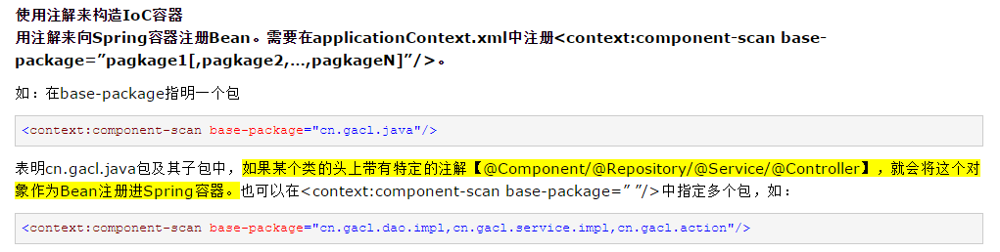 使用注解来构造IoC容器
用注解来向Spring容器注册Bean。需要在applicationContext.xml中注册<context:component-scan base-
package=”pagkage1[,pagkage2,…,pagkageN]”/>。
如：在base-package指明一个包
<context:component-scan base-package="cn.gacl.java"/>
表明cn.gacl.java包及其子包中，如果某个类的头上带有特定的注解【@Component/@Repository/@Service/@Controller】，就会将这个对
象作为Bean注册进Spring容器。也可以在<context:component-scan base-package=” ”/>中指定多个包，如：
<context:component-scan base-package="cn.gacl.dao.impl,cn.gacl.service.impl,cn.gacl.action"/>